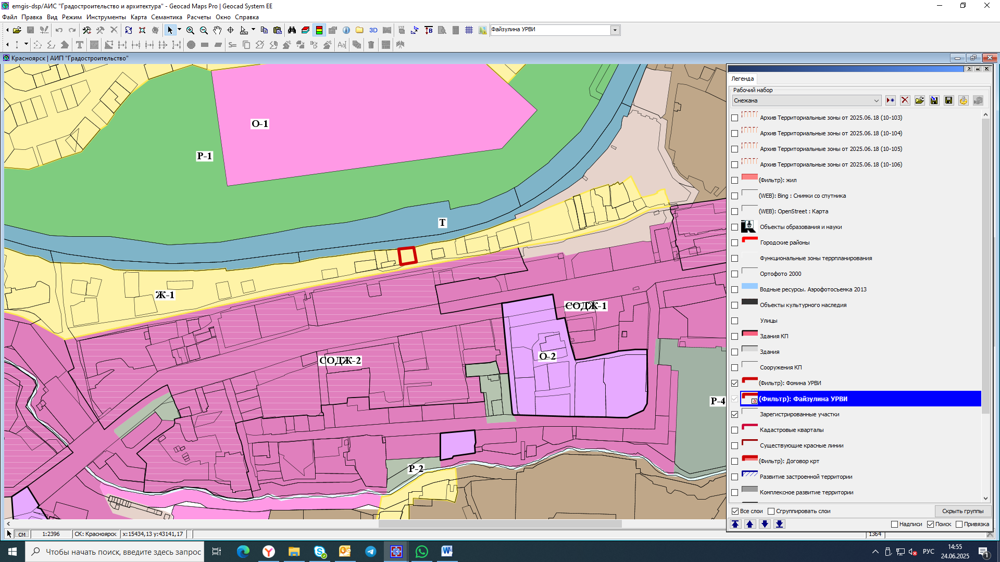 emgis-dsp/АИС "Градостроительство и архитектура" - Geocad Maps Pro | Geocad System EE
Файл Правка Вид Режим Инструменты Карта Семантика Расчеты Окно Справка
3D
Файзулина УРВИ
Красноярск | АИП "Градостроительство"
О-1
Р-1
Т
Ж-1
СОДЖ-1
О-2
СОДЖ-2
Р-4
Р-2
Легенда
Рабочий набор
Снежана
Архив Территориальные зоны от 2025.06.18 (10-103)
Архив Территориальные зоны от 2025.06.18 (10-104)
Архив Территориальные зоны от 2025.06.18 (10-105)
Архив Территориальные зоны от 2025.06.18 (10-106)
(Фильтр): жил
(WEB): Bing : Снимки со спутника
(WEB): OpenStreet : Карта
Объекты образования и науки
Городские районы
Функциональные зоны террпланирования
Ортофото 2000
Водные ресурсы. Аэрофотосъемка 2013
Объекты культурного наследия
Улицы
Здания КП
Здания
Сооружения КП
(Фильтр): Фомина УРВИ
(Фильтр): Файзулина УРВИ
Зарегистрированные участки
Кадастровые кварталы
Существующие красные линии
(Фильтр): Договор крт
Развитие застроенной территории
Комплексное развитие территории
Все слои Сгруппировать слои Скрыть группы
Надписи Поиск Привязка
см 1:2396 СК: Красноярск x:15434,13 y:43141,17 1364
Чтобы начать поиск, введите здесь запрос
РУС
14:55
24.06.2025
1